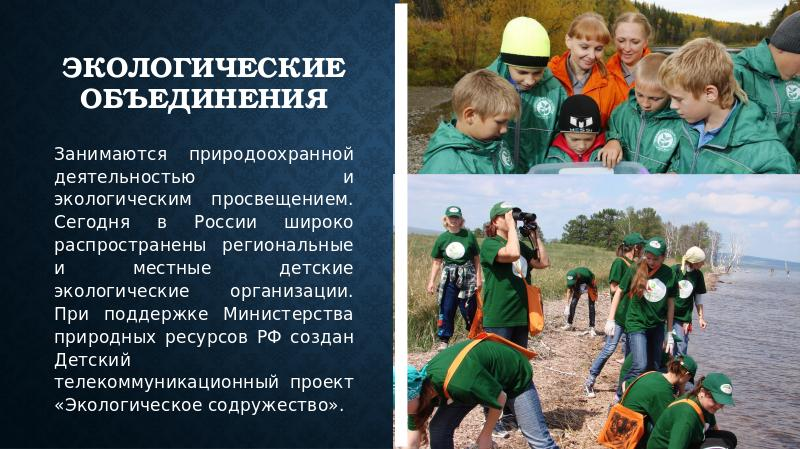 ЭКОЛОГИЧЕСКИЕ
ОБЪЕДИНЕНИЯ
Занимаются природоохранной
деятельностью и
экологическим просвещением.
Сегодня в России широко
распространены региональные
и местные детские
экологические организации.
При поддержке Министерства
природных ресурсов РФ создан
Детский
телекоммуникационный проект
«Экологическое содружество».
MESSI